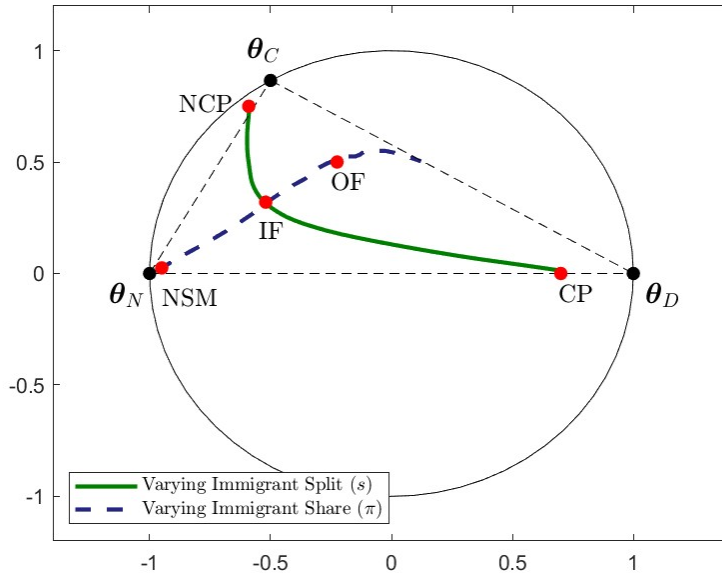 1
θ_C
NCP
0.5
OF
IF
0
θ_N
NSM
CP
θ_D
-0.5
Varying Immigrant Split (s)
Varying Immigrant Share (π)
-1
-1
-0.5
0
0.5
1